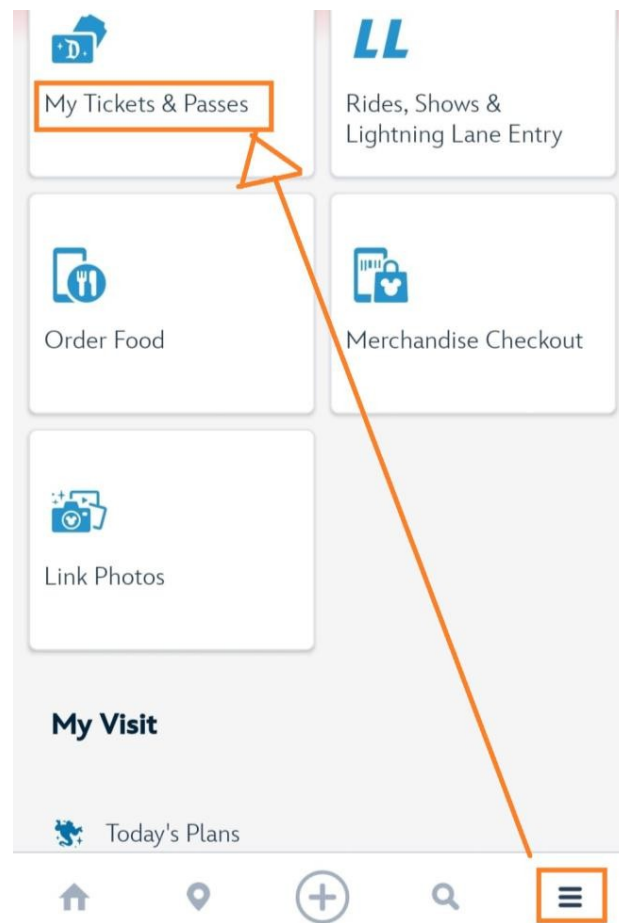 D
LL
My Tickets & Passes
Rides, Shows &
Lightning Lane Entry
Order Food
Merchandise Checkout
Link Photos
My Visit
Today's Plans